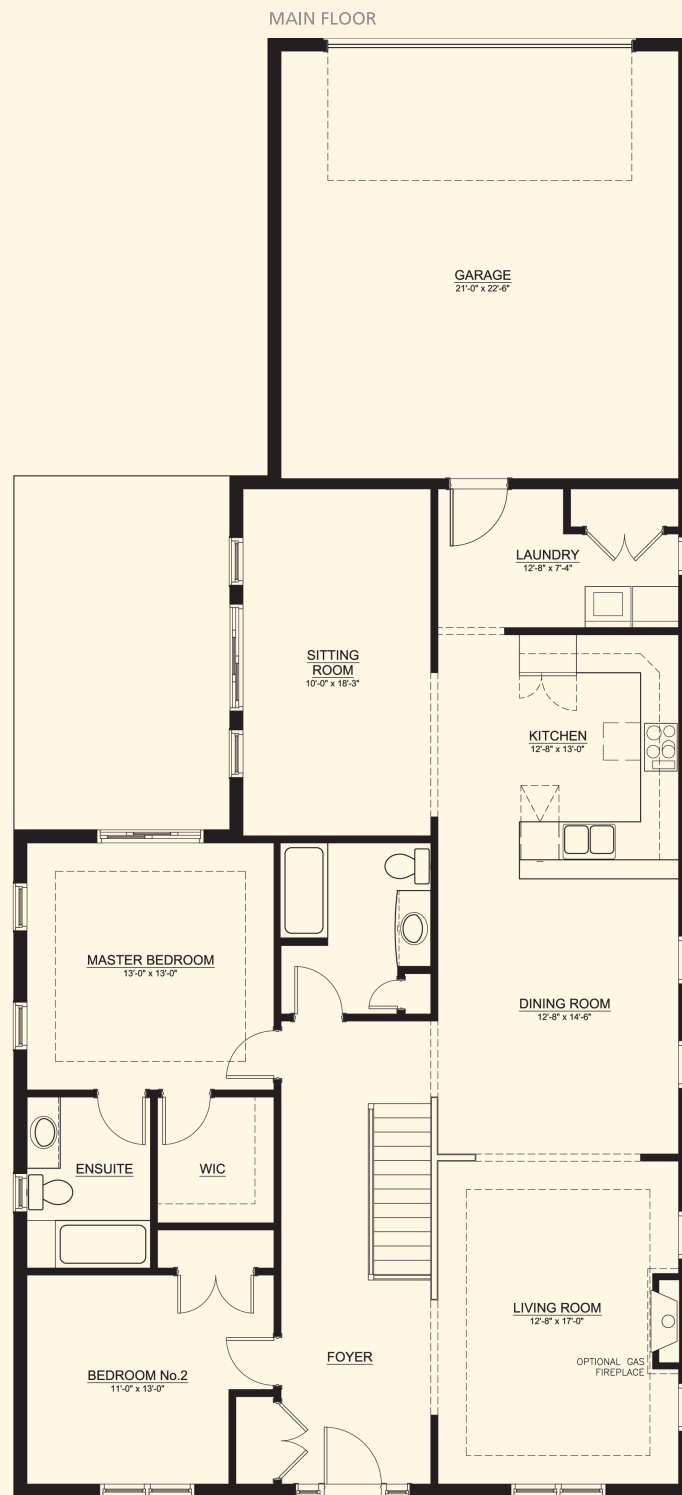 MAIN FLOOR
GARAGE
21'-0" x 22'-6"
LAUNDRY
12'-8" x 7'-4"
SITTING
ROOM
10'-0" x 18'-3"
KITCHEN
12'-8" x 13'-0"
MASTER BEDROOM
13'-0" x 13'-0"
DINING ROOM
12'-8" x 14'-6"
ENSUITE
WIC
LIVING ROOM
12'-8" x 17'-0"
FOYER
OPTIONAL GAS
FIREPLACE
BEDROOM No.2
11'-0" x 13'-0"